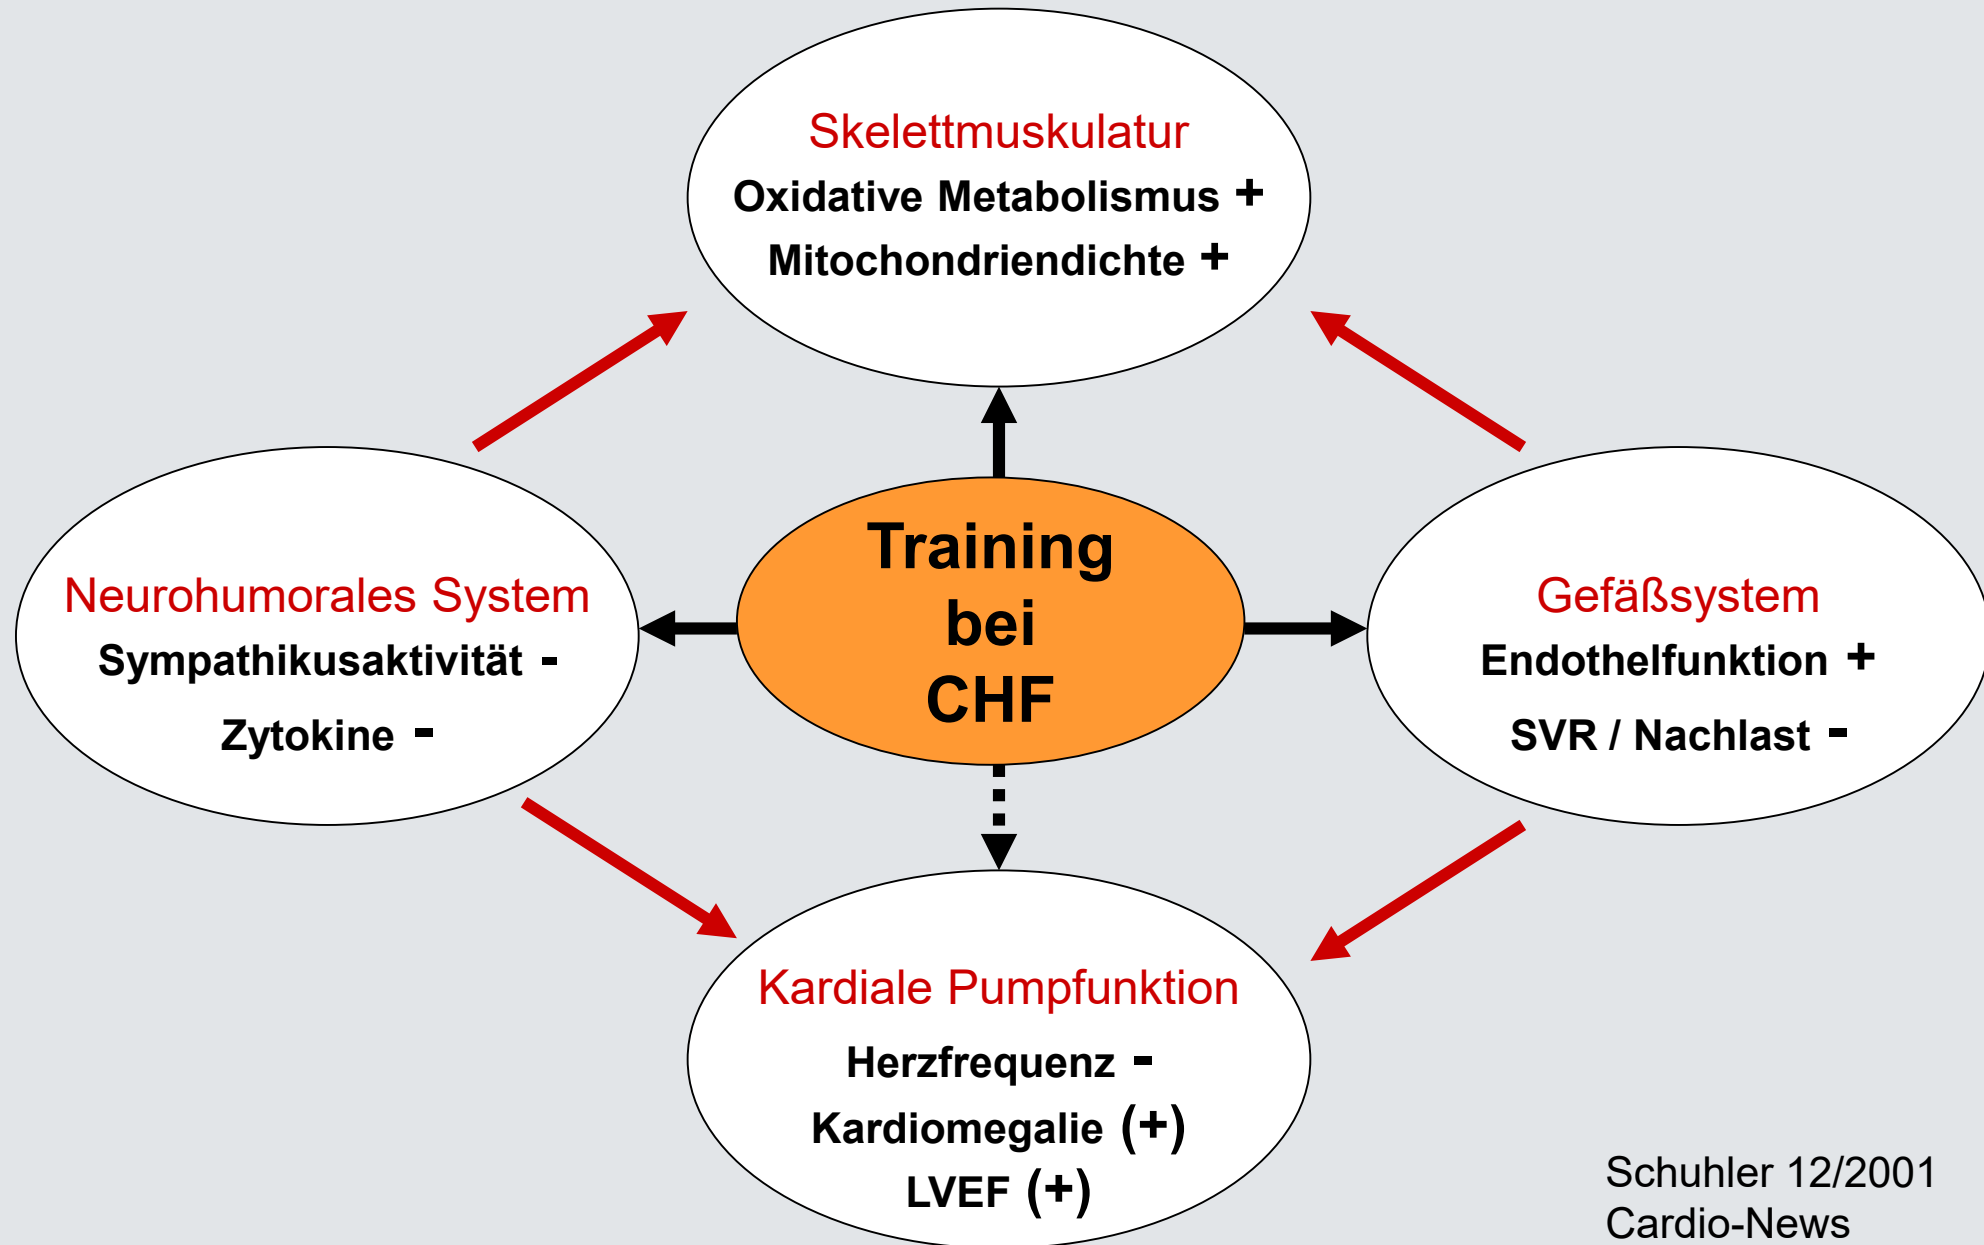 Skelettmuskulatur
Oxidative Metabolismus +
Mitochondriendichte +
Neurohumorales System
Sympathikusaktivität -
Zytokine -
Training
bei
CHF
Gefäßsystem
Endothelfunktion +
SVR / Nachlast -
Kardiale Pumpfunktion
Herzfrequenz -
Kardiomegalie (+)
LVEF (+)
Schuhler 12/2001
Cardio-News